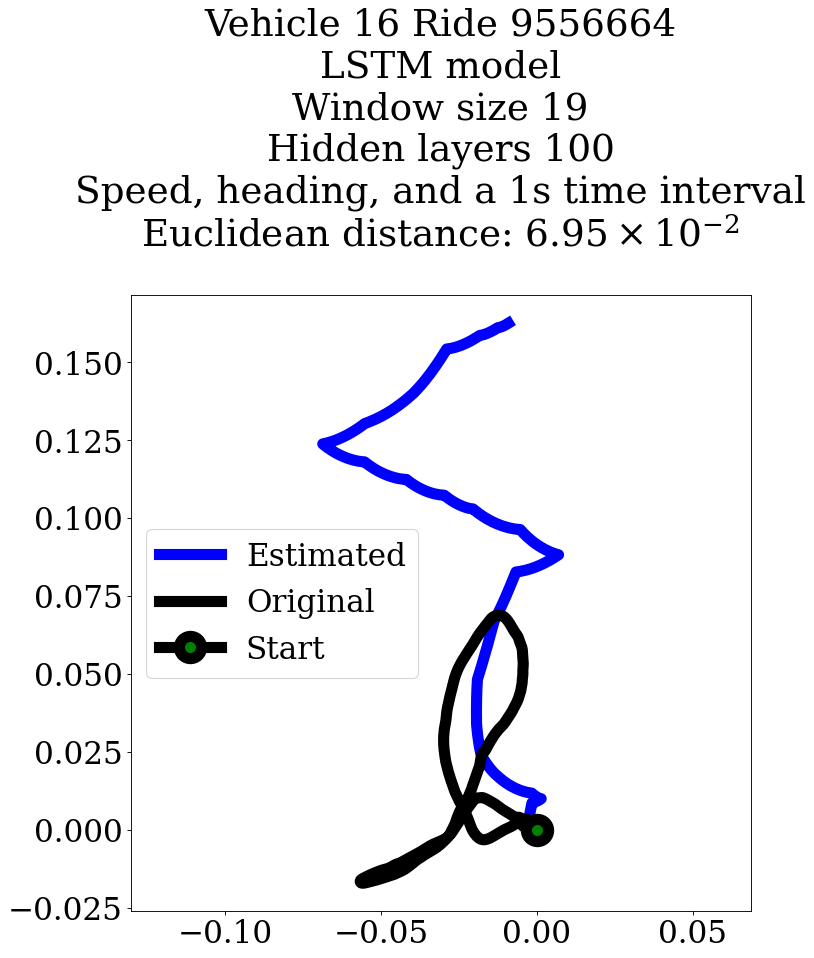 Vehicle 16 Ride 9556664
LSTM model
Window size 19
Hidden layers 100
Speed, heading, and a 1s time interval
Euclidean distance: 6.95 × 10⁻²
0.150
0.125
0.100
0.075
0.050
0.025
0.000
−0.025
Estimated
Original
Start
−0.10
−0.05
0.00
0.05